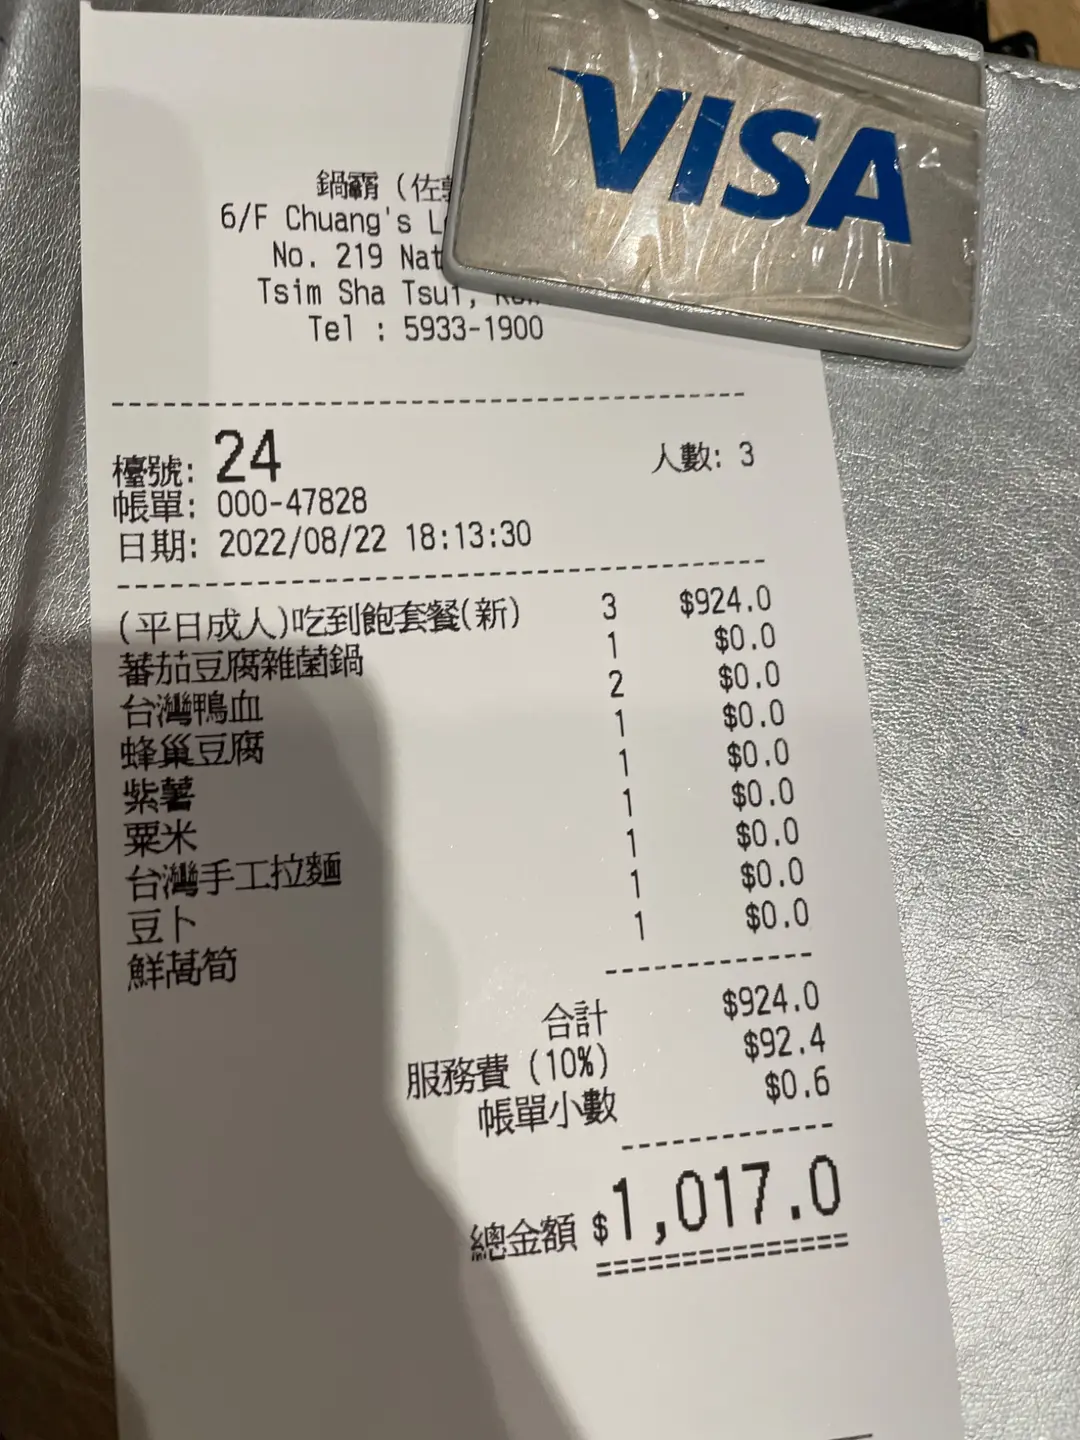 VISA
鍋霸 (佐
6/F Chuang's
No. 219 Nat
Tsim Sha Tsui,
Tel : 5933-1900
檯號: 24 人數: 3
帳單: 000-47828
日期: 2022/08/22 18:13:30
(平日成人)吃到飽套餐(新) 3 $924.0
蕃茄豆腐雜菌鍋 1 $0.0
台灣鴨血 2 $0.0
蜂巢豆腐 1 $0.0
紫薯 1 $0.0
粟米 1 $0.0
台灣手工拉麵 1 $0.0
豆卜 1 $0.0
鮮萵筍 1 $0.0
合計 $924.0
服務費 (10%) $92.4
帳單小數 $0.6
總金額 $1,017.0